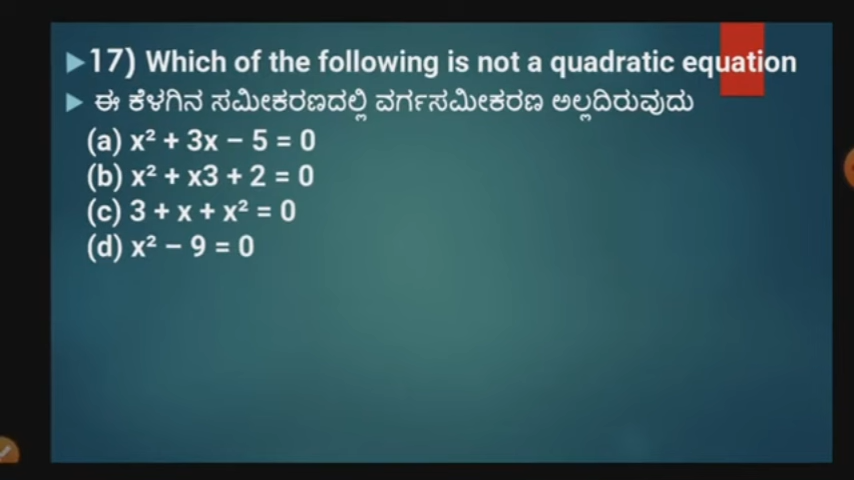 17) Which of the following is not a quadratic equation
ಈ ಕೆಳಗಿನ ಸಮೀಕರಣದಲ್ಲಿ ವರ್ಗಸಮೀಕರಣ ಅಲ್ಲದಿರುವುದು
(a) x² + 3x – 5 = 0
(b) x² + x3 + 2 = 0
(c) 3 + x + x² = 0
(d) x² – 9 = 0